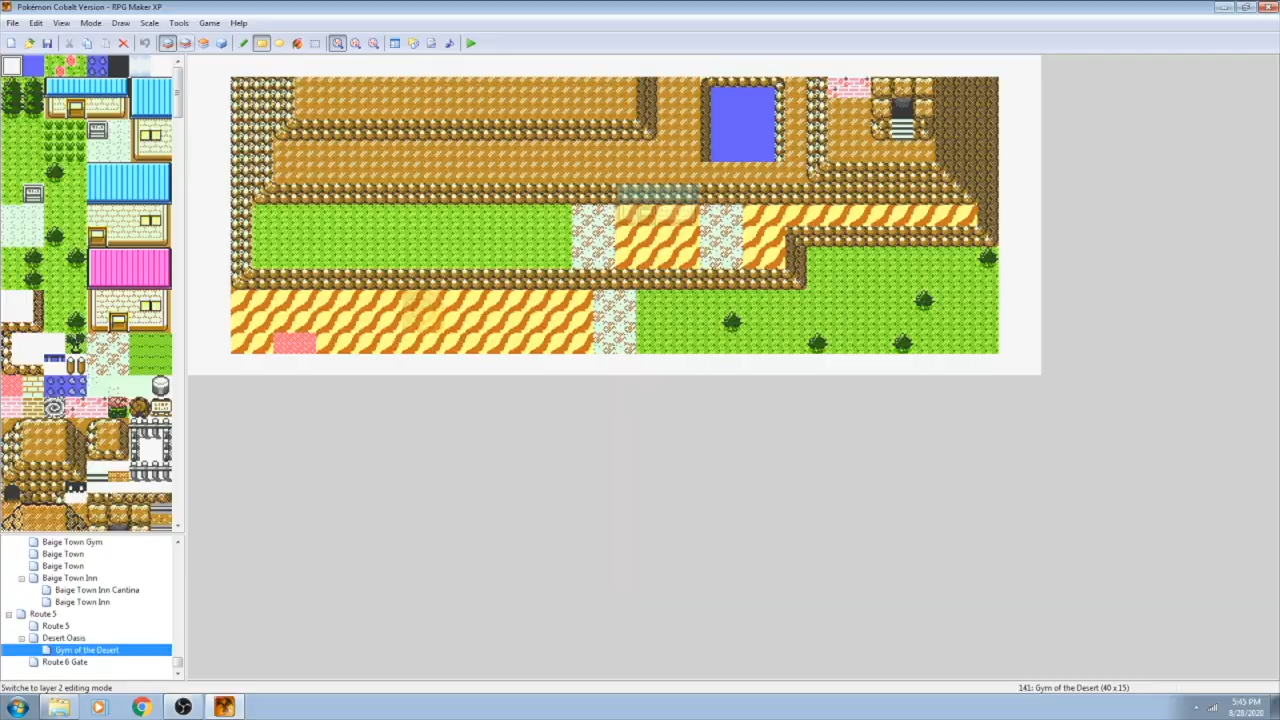 Pokémon Cobalt Version - RPG Maker XP
File Edit View Mode Draw Scale Tools Game Help
Baige Town Gym
Baige Town
Baige Town
Baige Town Inn
Baige Town Inn Cantina
Baige Town Inn
Route 5
Route 5
Desert Oasis
Gym of the Desert
Route 6 Gate
Switche to layer 2 editing mode
141: Gym of the Desert (40 x 15)
5:45 PM
8/28/2020